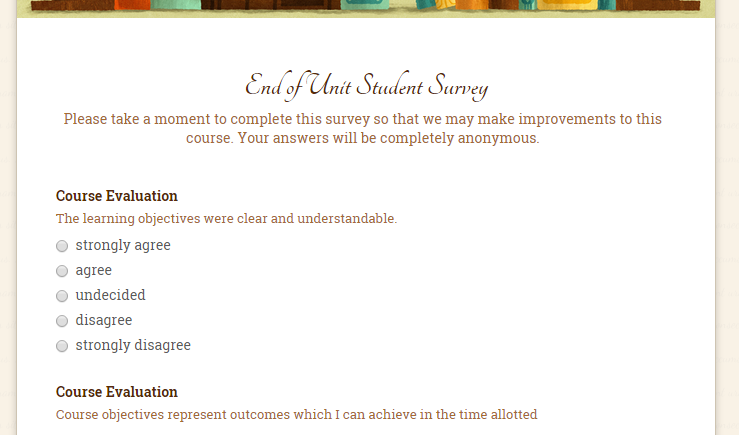 End of Unit Student Survey
Please take a moment to complete this survey so that we may make improvements to this
course. Your answers will be completely anonymous.
Course Evaluation
The learning objectives were clear and understandable.
strongly agree
agree
undecided
disagree
strongly disagree
Course Evaluation
Course objectives represent outcomes which I can achieve in the time allotted